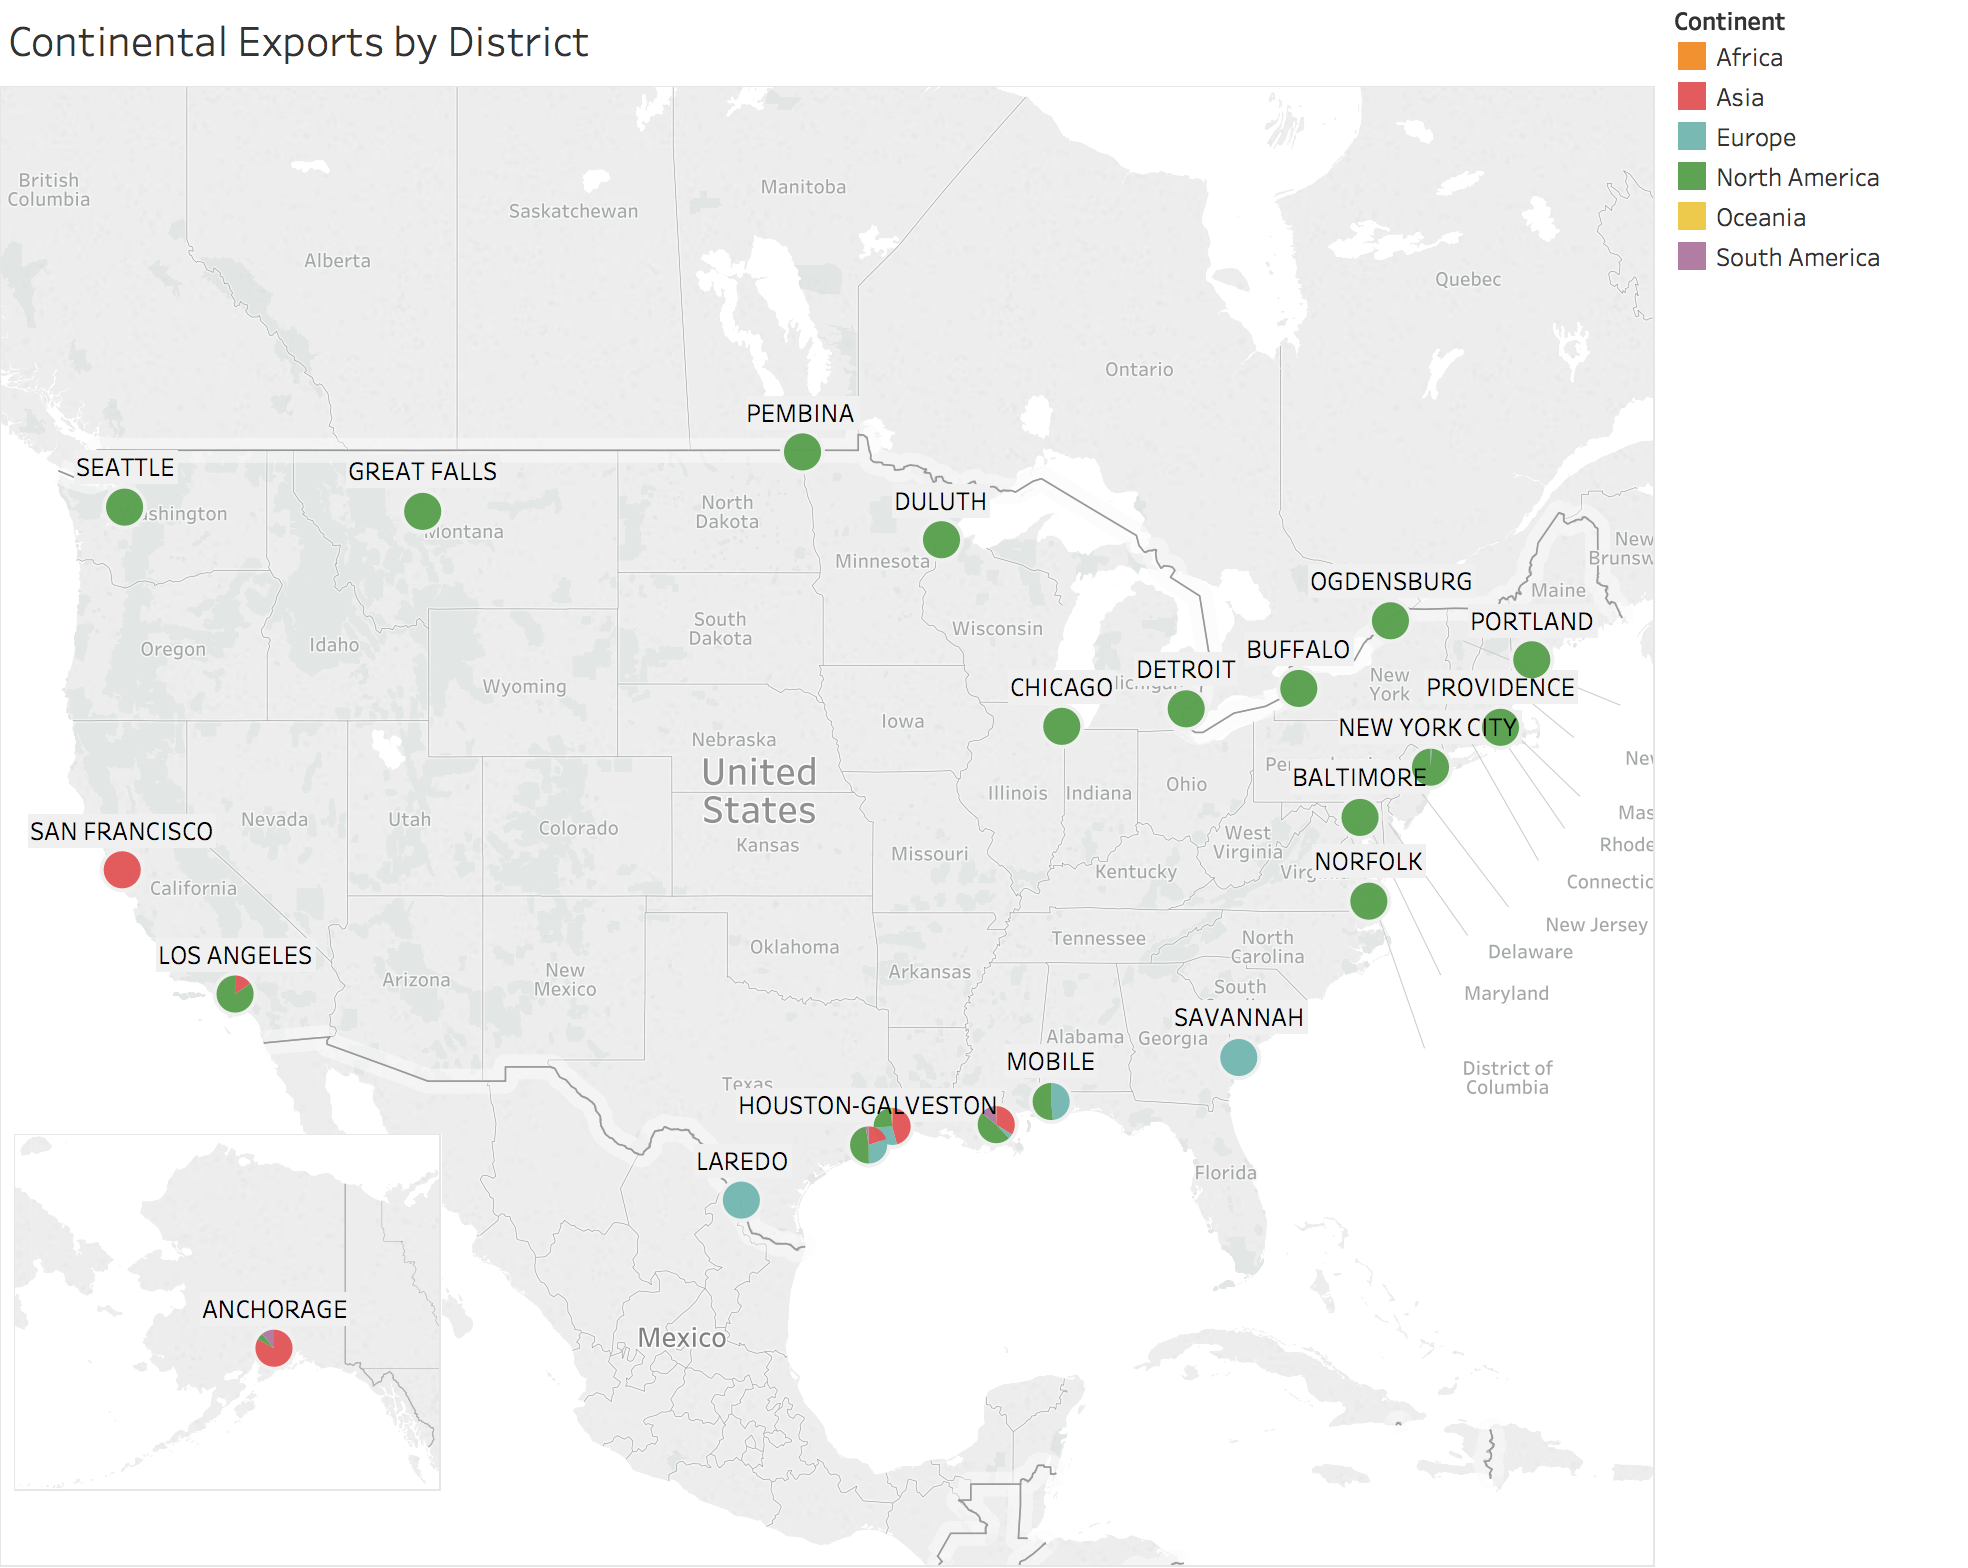 Continental Exports by District
Continent
Africa
Asia
Europe
North America
Oceania
South America
British
Columbia
Alberta
Saskatchewan
Manitoba
Ontario
Quebec
PEMBINA
SEATTLE
GREAT FALLS
shington
Montana
North
Dakota
DULUTH
Minnesota
New
Brunsw
OGDENSBURG
Maine
PORTLAND
South
Dakota
Wisconsin
Oregon
Idaho
BUFFALO
DETROIT
CHICAGO
Wyoming
New
York
PROVIDENCE
Iowa
NEW YORK CITY
Nebraska
United
States
Illinois
Indiana
Ohio
BALTIMORE
Mas
Nevada
Utah
Colorado
Kansas
Missouri
West
Virginia
Rhode
SAN FRANCISCO
California
Kentucky
NORFOLK
Connectic
New Jersey
Oklahoma
Tennessee
North
Carolina
Delaware
LOS ANGELES
Arizona
New
Mexico
Arkansas
South
Maryland
SAVANNAH
Alabama
Georgia
MOBILE
District of
Columbia
Texas
HOUSTON-GALVESTON
LAREDO
Florida
ANCHORAGE
Mexico